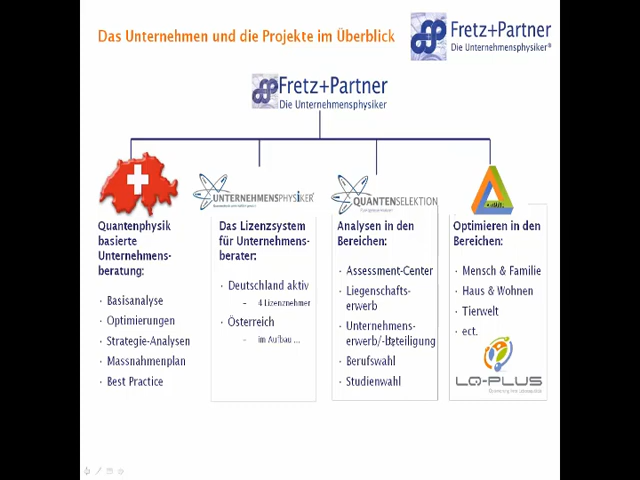 Das Unternehmen und die Projekte im Überblick
Fretz+Partner
Die Unternehmensphysiker®
Fretz+Partner
Die Unternehmensphysiker
Quantenphysik
basierte
Unternehmens-
beratung:
· Basisanalyse
· Optimierungen
· Strategie-Analysen
· Massnahmenplan
· Best Practice
UNTERNEHMENSPHYSIKER
Das Lizenzsystem
für Unternehmens-
berater:
· Deutschland aktiv
– 4 Lizenznehmer
· Österreich
– im Aufbau ...
QUANTENSELEKTION
Analysen in den
Bereichen:
· Assessment-Center
· Liegenschafts-
erwerb
· Unternehmens-
erwerb/-beteiligung
· Berufswahl
· Studienwahl
Optimieren in den
Bereichen:
· Mensch & Familie
· Haus & Wohnen
· Tierwelt
· ect.
LQ-PLUS